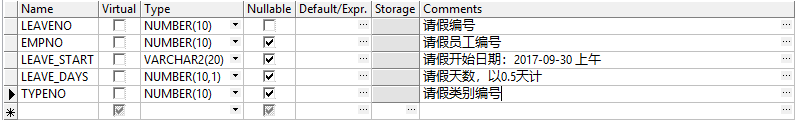 Name Virtual Type Nullable Default/Expr. Storage Comments
LEAVENO NUMBER(10) ... 请假编号
EMPNO NUMBER(10) ... 请假员工编号
LEAVE_START VARCHAR2(20) ... 请假开始日期：2017-09-30 上午
LEAVE_DAYS NUMBER(10,1) ... 请假天数，以0.5天计
TYPENO NUMBER(10) ... 请假类别编号
* ... ...